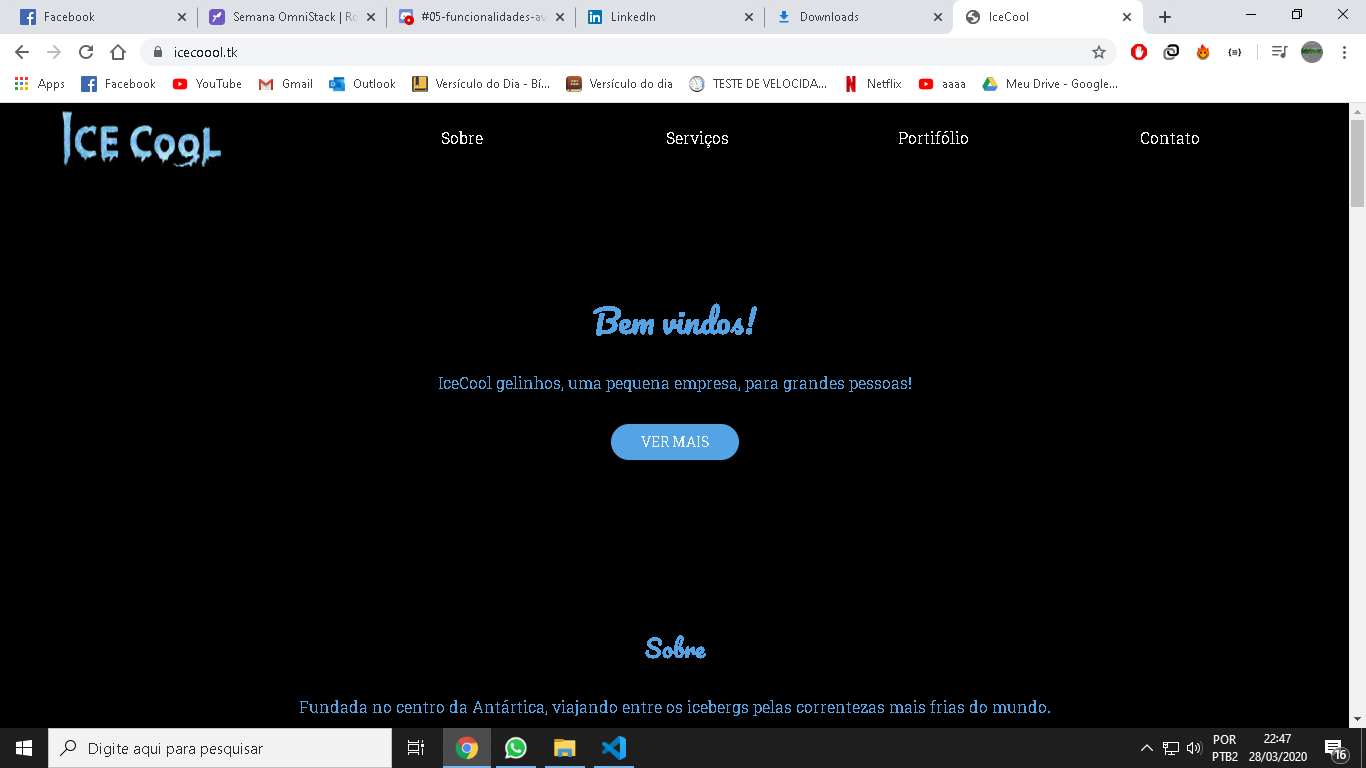 Facebook
Semana OmniStack | Ro
#05-funcionalidades-av
LinkedIn
Downloads
IceCool
icecoool.tk
Apps
Facebook
YouTube
Gmail
Outlook
Versículo do Dia - Bí...
Versículo do dia
TESTE DE VELOCIDA...
Netflix
aaaa
Meu Drive - Google...
ICE COOL
Sobre
Serviços
Portifólio
Contato
Bem vindos!
IceCool gelinhos, uma pequena empresa, para grandes pessoas!
VER MAIS
Sobre
Fundada no centro da Antártica, viajando entre os icebergs pelas correntezas mais frias do mundo.
Digite aqui para pesquisar
POR
PTB2
22:47
28/03/2020
16